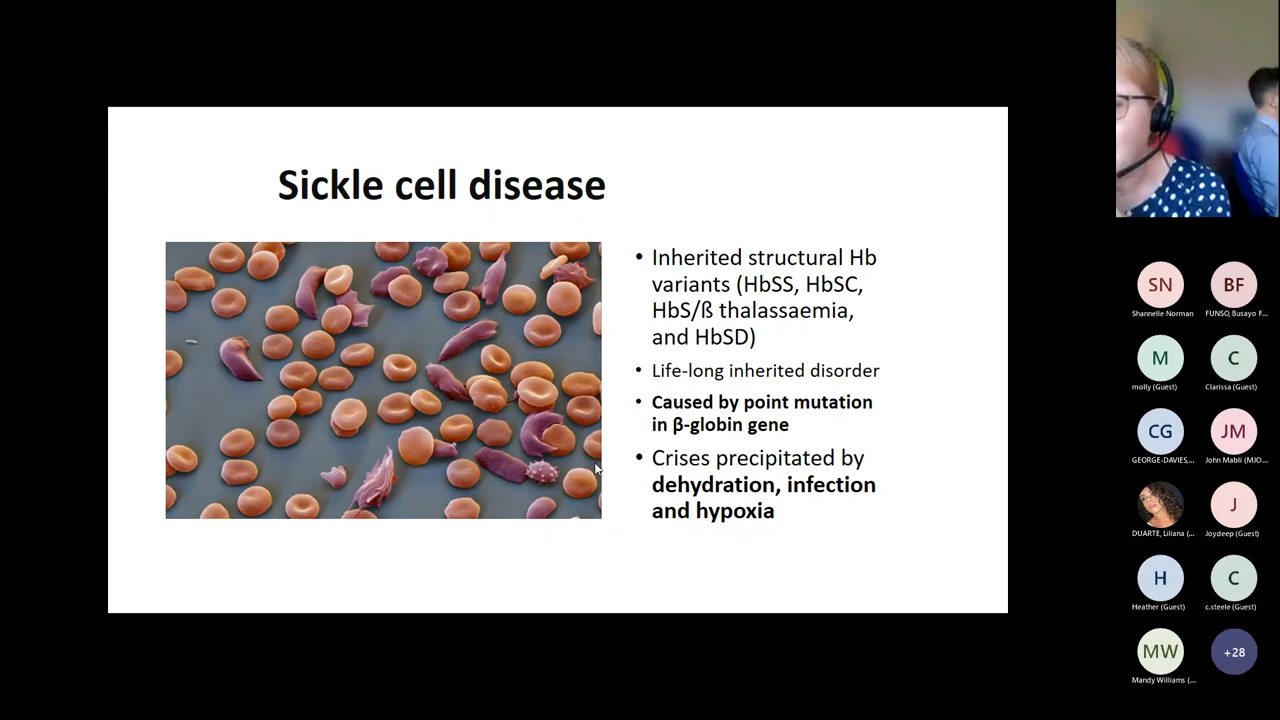 Sickle cell disease
• Inherited structural Hb
variants (HbSS, HbSC,
HbS/ß thalassaemia,
and HbSD)
• Life-long inherited disorder
• Caused by point mutation
in β-globin gene
• Crises precipitated by
dehydration, infection
and hypoxia
SN
Shannelle Norman
BF
FUNSO, Busayo F...
M
molly (Guest)
C
Clarissa (Guest)
CG
GEORGE-DAVIES,...
JM
John Mabli (MJO...
DUARTE, Liliana (...
J
Joydeep (Guest)
H
Heather (Guest)
C
c.steele (Guest)
MW
Mandy Williams (...
+28